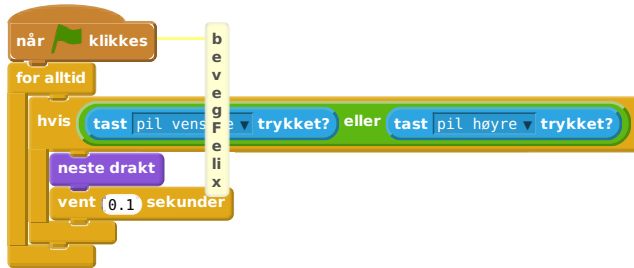 når klikkes
bevegFelix
for alltid
hvis tast pil venstre trykket? eller tast pil høyre trykket?
neste drakt
vent 0.1 sekunder